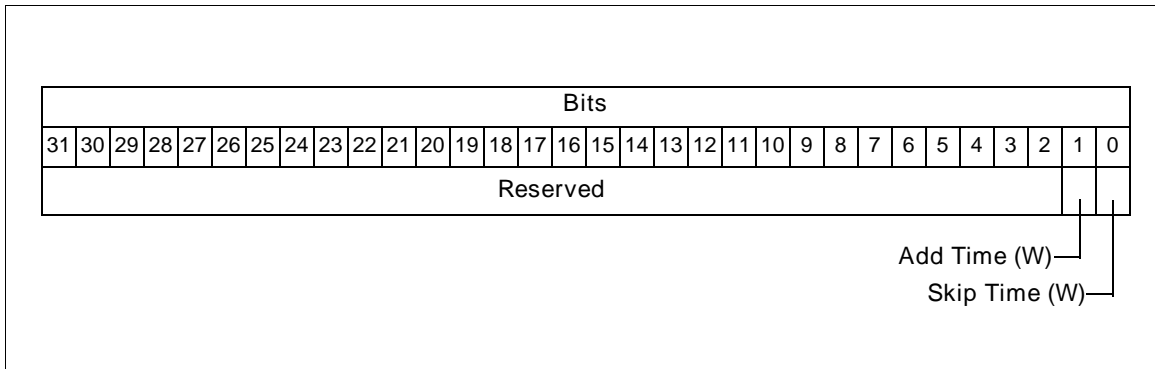 Bits
31 30 29 28 27 26 25 24 23 22 21 20 19 18 17 16 15 14 13 12 11 10 9 8 7 6 5 4 3 2 1 0
Reserved
Add Time (W)
Skip Time (W)